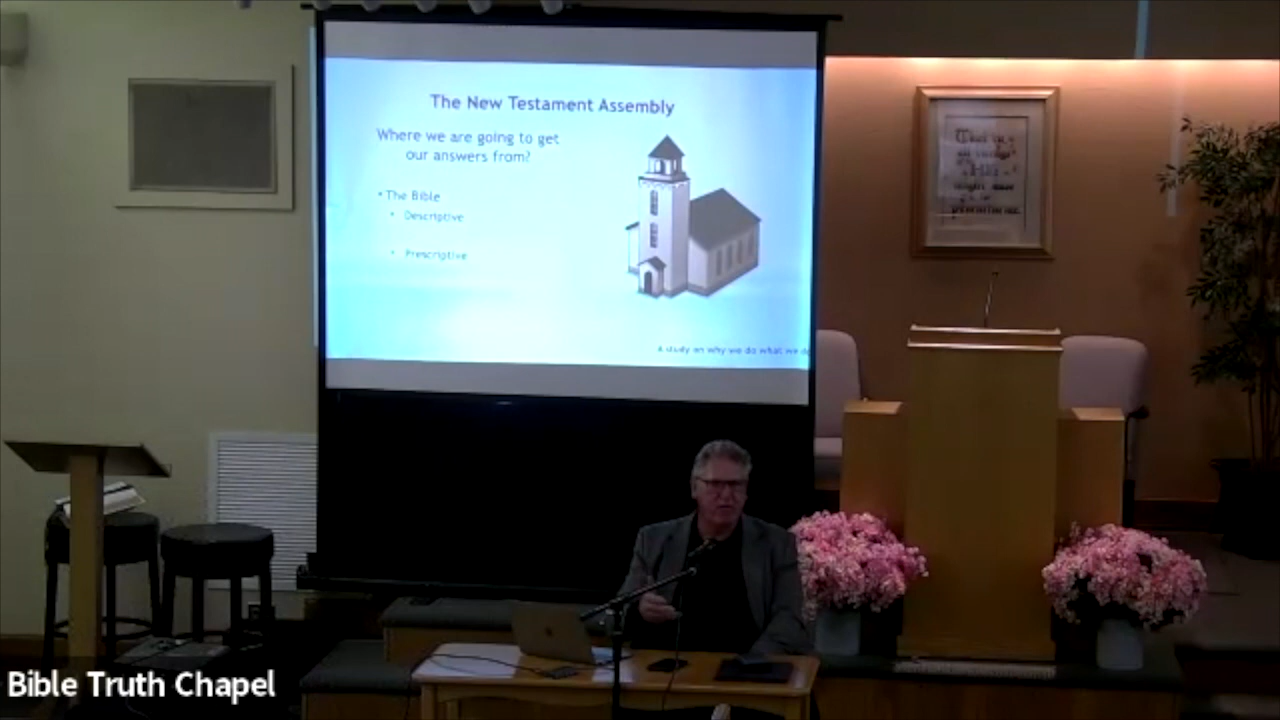 The New Testament Assembly
Where we are going to get
our answers from?
• The Bible
• Descriptive
• Prescriptive
A study on why we do what we d
Bible Truth Chapel